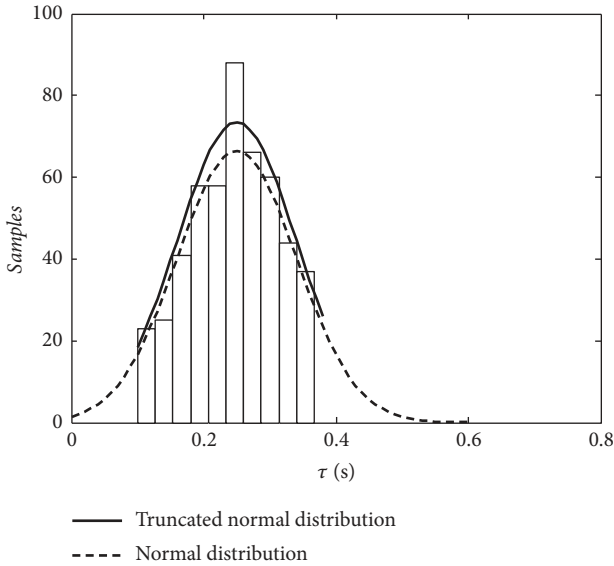 100
80
60
40
20
0
Samples
0
0.2
0.4
0.6
0.8
τ (s)
Truncated normal distribution
Normal distribution